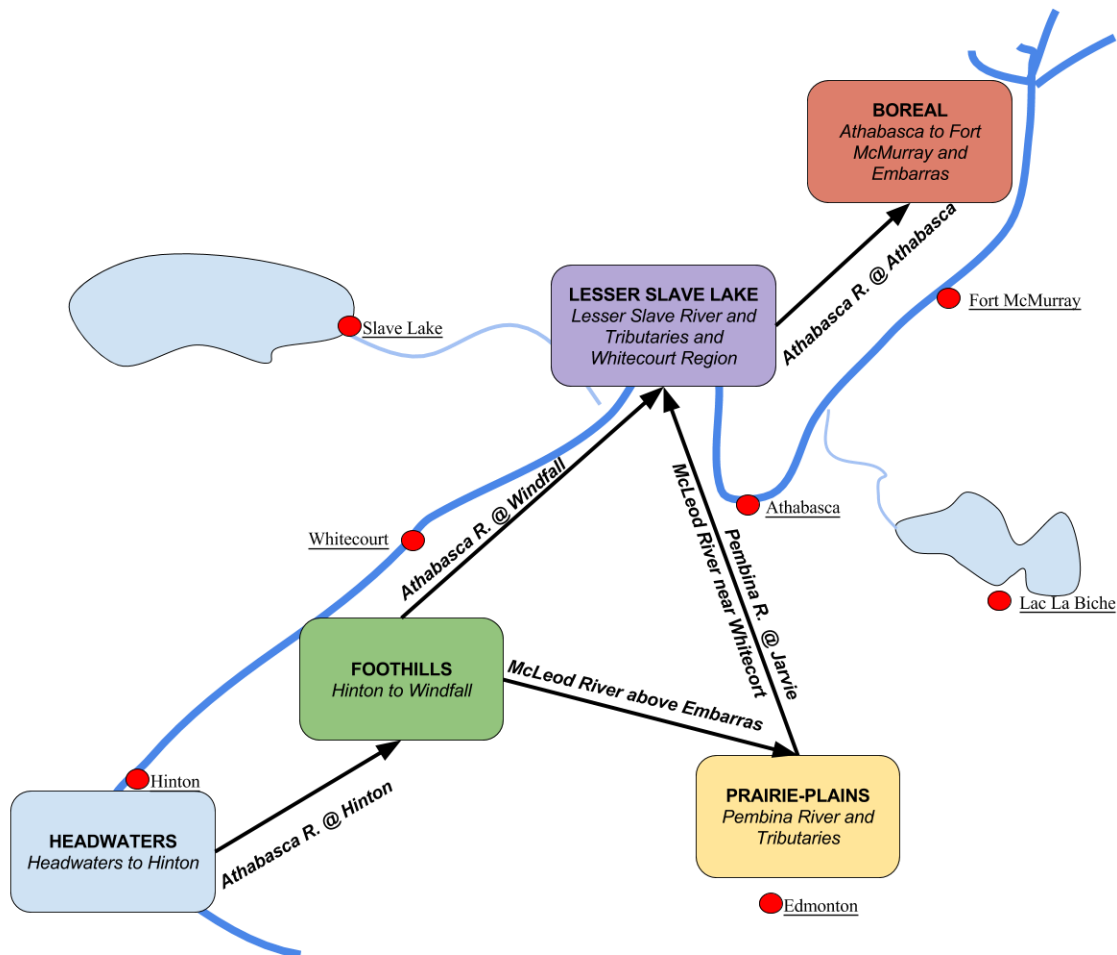 BOREAL
Athabasca to Fort
McMurray and
Embarras
Athabasca R. @ Athabasca
LESSER SLAVE LAKE
Lesser Slave River and
Tributaries and
Whitecourt Region
Fort McMurray
Slave Lake
Athabasca R. @ Windfall
McLeod River near Whitecort
Pembina R. @ Jarvie
Athabasca
Whitecourt
Lac La Biche
FOOTHILLS
Hinton to Windfall
McLeod River above Embarras
Hinton
Athabasca R. @ Hinton
PRAIRIE-PLAINS
Pembina River and
Tributaries
HEADWATERS
Headwaters to Hinton
Edmonton